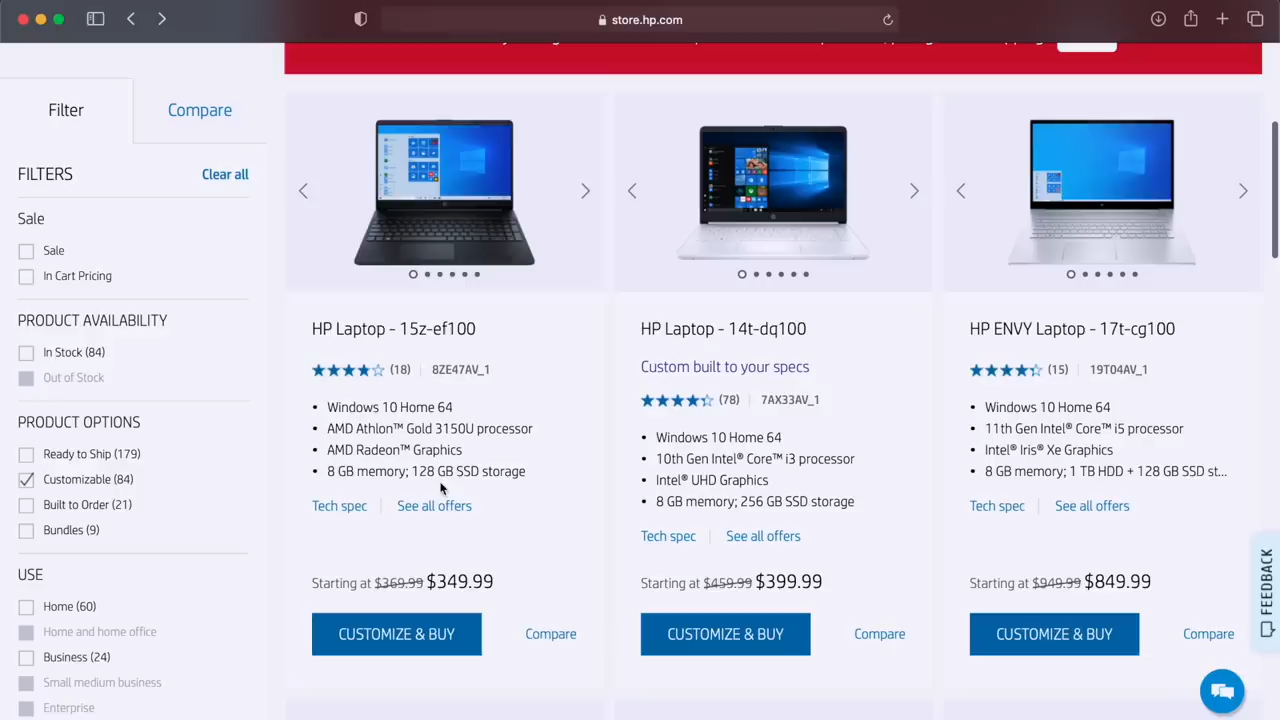 store.hp.com
Filter
Compare
FILTERS
Clear all
Sale
Sale
In Cart Pricing
PRODUCT AVAILABILITY
In Stock (84)
Out of Stock
PRODUCT OPTIONS
Ready to Ship (179)
Customizable (84)
Built to Order (21)
Bundles (9)
USE
Home (60)
Home and home office
Business (24)
Small medium business
Enterprise
HP Laptop - 15z-ef100
(18) | 8ZE47AV_1
• Windows 10 Home 64
• AMD Athlon™ Gold 3150U processor
• AMD Radeon™ Graphics
• 8 GB memory; 128 GB SSD storage
Tech spec | See all offers
Starting at $369.99 $349.99
CUSTOMIZE & BUY
Compare
HP Laptop - 14t-dq100
Custom built to your specs
(78) | 7AX33AV_1
• Windows 10 Home 64
• 10th Gen Intel® Core™ i3 processor
• Intel® UHD Graphics
• 8 GB memory; 256 GB SSD storage
Tech spec | See all offers
Starting at $459.99 $399.99
CUSTOMIZE & BUY
Compare
HP ENVY Laptop - 17t-cg100
(15) | 19T04AV_1
• Windows 10 Home 64
• 11th Gen Intel® Core™ i5 processor
• Intel® Iris® Xe Graphics
• 8 GB memory; 1 TB HDD + 128 GB SSD st...
Tech spec | See all offers
Starting at $949.99 $849.99
CUSTOMIZE & BUY
Compare
FEEDBACK